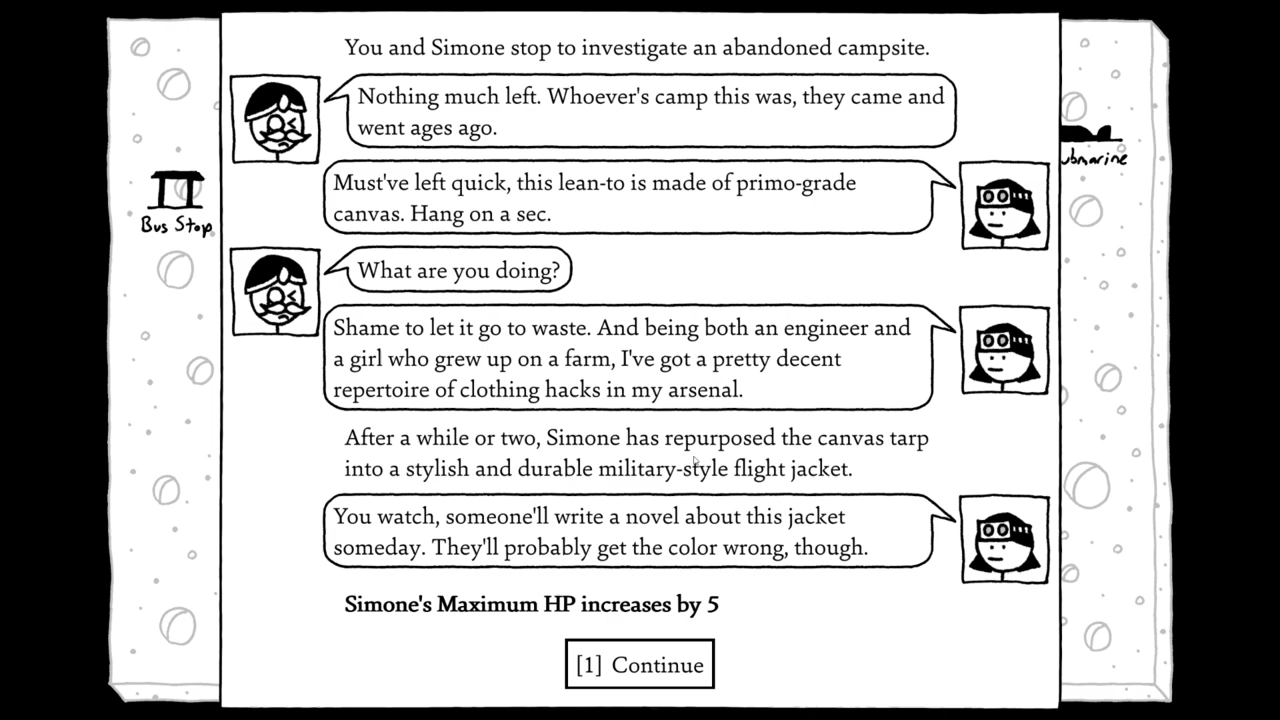 You and Simone stop to investigate an abandoned campsite.
Nothing much left. Whoever's camp this was, they came and
went ages ago.
Must've left quick, this lean-to is made of primo-grade
canvas. Hang on a sec.
What are you doing?
Shame to let it go to waste. And being both an engineer and
a girl who grew up on a farm, I've got a pretty decent
repertoire of clothing hacks in my arsenal.
After a while or two, Simone has repurposed the canvas tarp
into a stylish and durable military-style flight jacket.
You watch, someone'll write a novel about this jacket
someday. They'll probably get the color wrong, though.
Simone's Maximum HP increases by 5
[1] Continue
Bus Stop
ubmarine